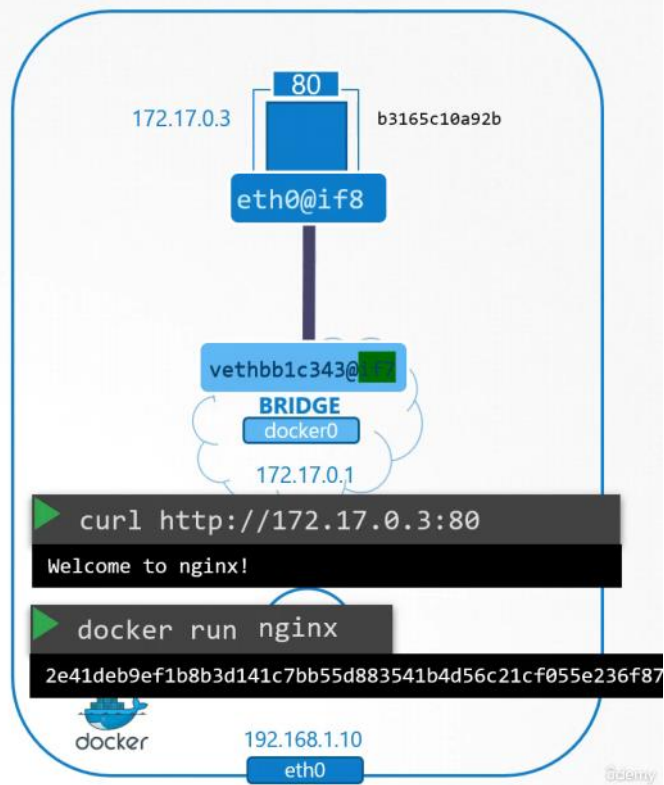 80
172.17.0.3
b3165c10a92b
eth0@if8
vethbb1c343@if7
BRIDGE
docker0
172.17.0.1
curl http://172.17.0.3:80
Welcome to nginx!
docker run nginx
2e41deb9ef1b8b3d141c7bb55d883541b4d56c21cf055e236f87
docker
192.168.1.10
eth0
ûdemy